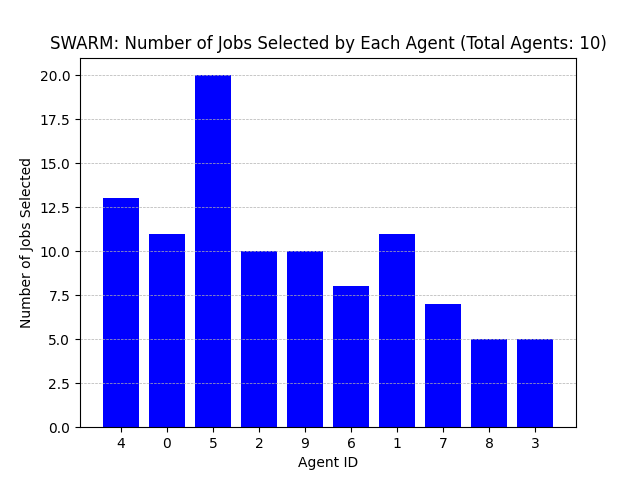 SWARM: Number of Jobs Selected by Each Agent (Total Agents: 10)
Number of Jobs Selected
20.0
17.5
15.0
12.5
10.0
7.5
5.0
2.5
0.0
4 0 5 2 9 6 1 7 8 3
Agent ID